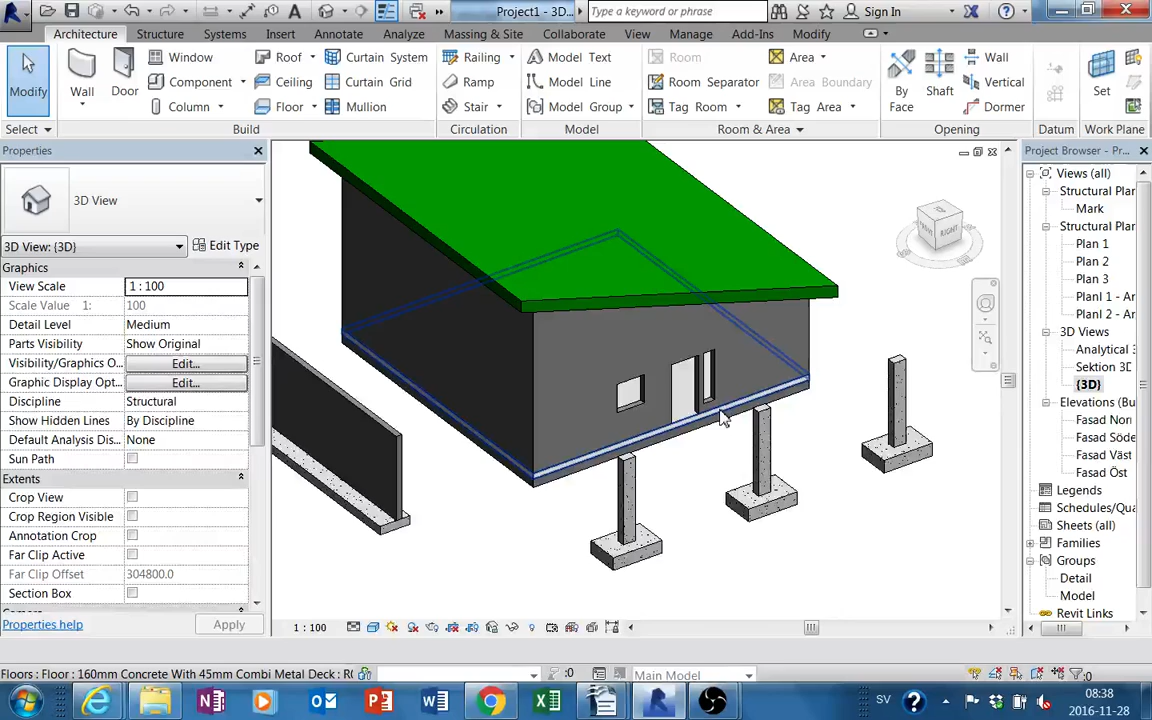 Project1 - 3D...
Type a keyword or phrase
Sign In
Architecture Structure Systems Insert Annotate Analyze Massing & Site Collaborate View Manage Add-Ins Modify
Modify
Wall
Door
Window
Component
Column
Roof
Ceiling
Floor
Curtain System
Curtain Grid
Mullion
Railing
Ramp
Stair
Model Text
Model Line
Model Group
Room
Room Separator
Tag Room
Area
Area Boundary
Tag Area
By Face
Shaft
Wall
Vertical
Dormer
Set
Select Build Circulation Model Room & Area Opening Datum Work Plane
Properties
3D View
3D View: {3D} Edit Type
Graphics
View Scale 1 : 100
Scale Value 1: 100
Detail Level Medium
Parts Visibility Show Original
Visibility/Graphics O... Edit...
Graphic Display Opt... Edit...
Discipline Structural
Show Hidden Lines By Discipline
Default Analysis Dis... None
Sun Path
Extents
Crop View
Crop Region Visible
Annotation Crop
Far Clip Active
Far Clip Offset 304800.0
Section Box
Properties help Apply
RIGHT
1 : 100
Project Browser - Pr...
Views (all)
Structural Plar
Mark
Structural Plar
Plan 1
Plan 2
Plan 3
Planl 1 - Ar
Planl 2 - Ar
3D Views
Analytical 3
Sektion 3D
{3D}
Elevations (Bu
Fasad Norr
Fasad Söde
Fasad Väst
Fasad Öst
Legends
Schedules/Qua
Sheets (all)
Families
Groups
Detail
Model
Revit Links
Floors : Floor : 160mm Concrete With 45mm Combi Metal Deck : R(
:0
Main Model
:0
SV
08:38
2016-11-28